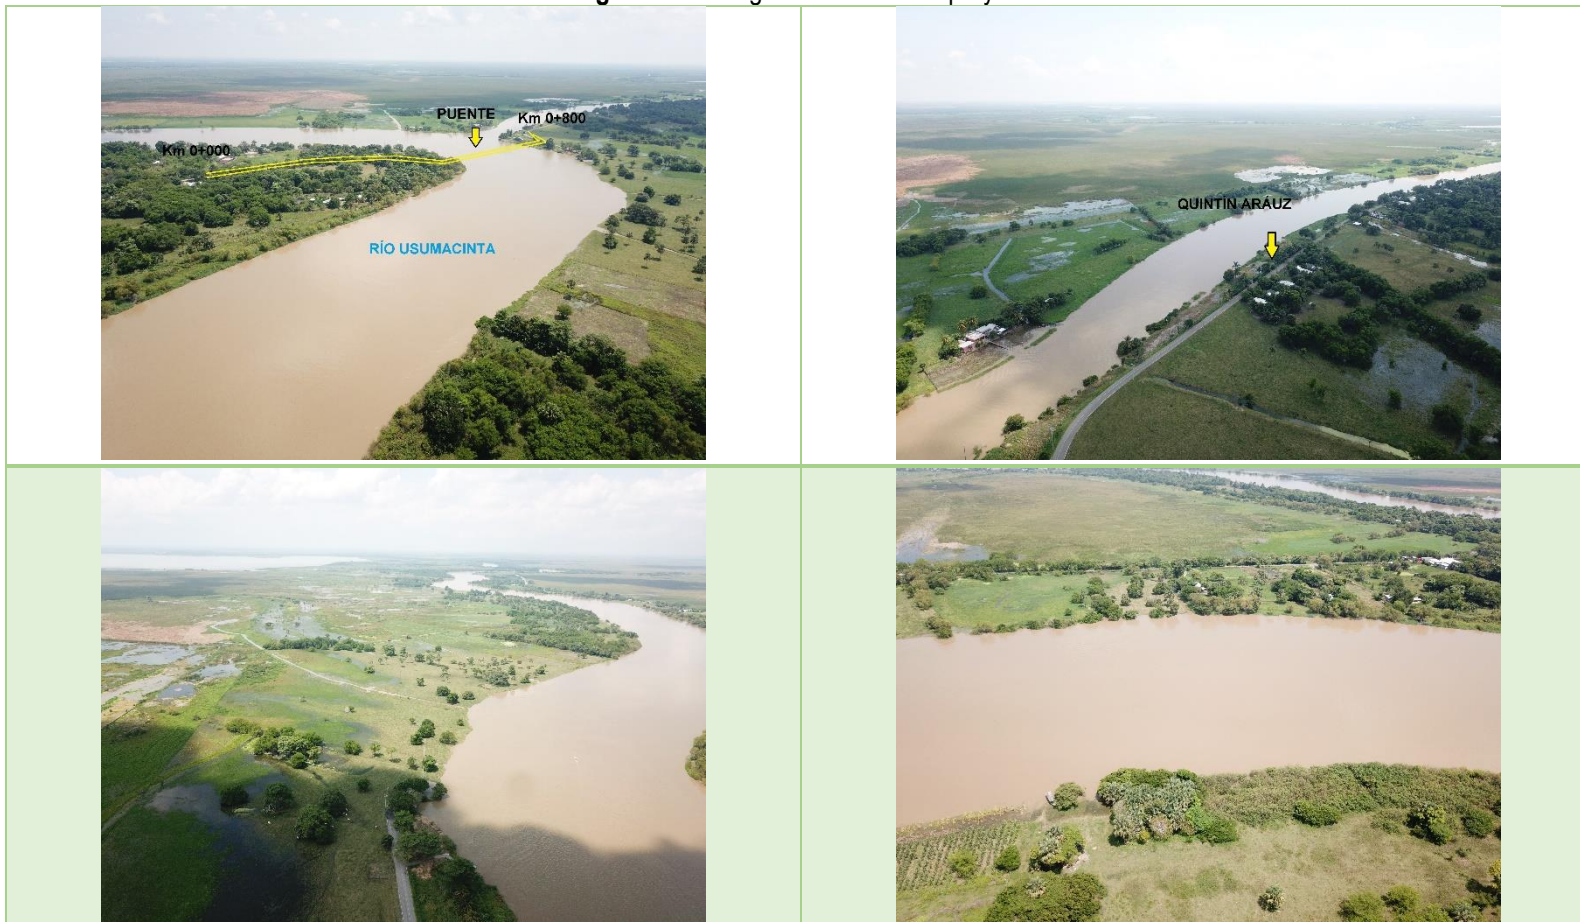 PUENTE
Km 0+800
Km 0+000
RÍO USUMACINTA
QUINTÍN ARÁUZ